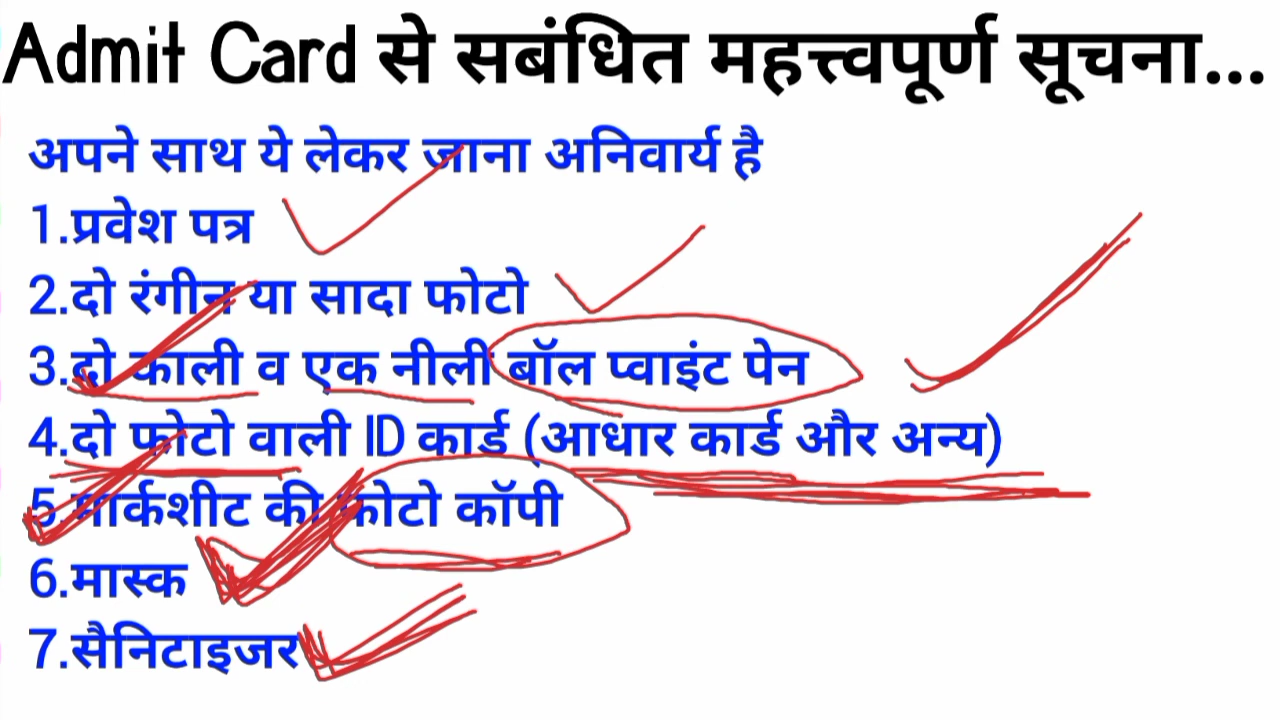 Admit Card से सबंधित महत्त्वपूर्ण सूचना...
अपने साथ ये लेकर जाना अनिवार्य है
1.प्रवेश पत्र
2.दो रंगीन या सादा फोटो
3.दो काली व एक नीली बॉल प्वाइंट पेन
4.दो फोटो वाली ID कार्ड (आधार कार्ड और अन्य)
5.मार्कशीट की फोटो कॉपी
6.मास्क
7.सैनिटाइजर